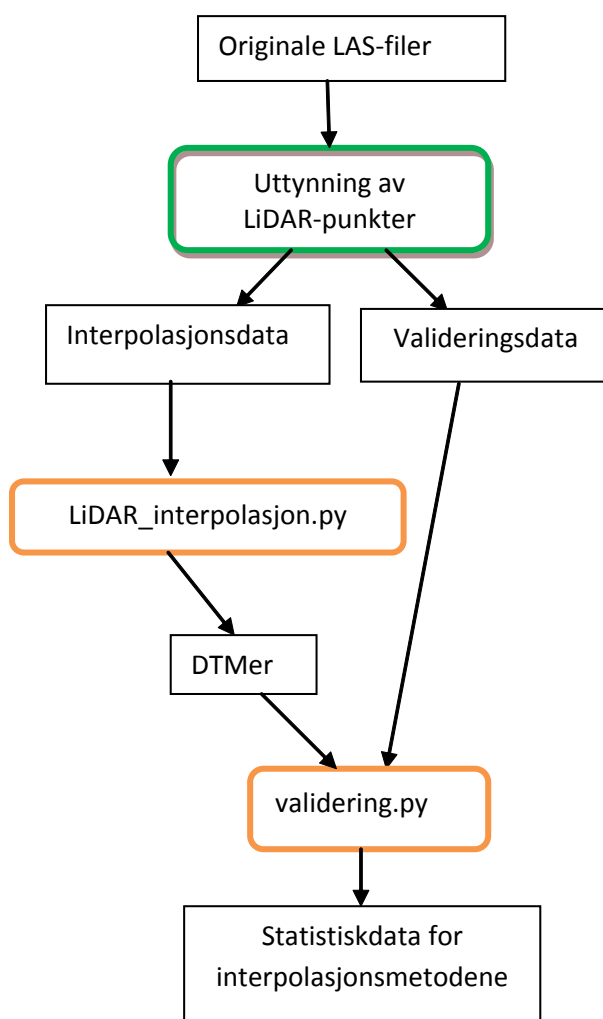 Originale LAS-filer
Uttynning av
LiDAR-punkter
Interpolasjonsdata
Valideringsdata
LiDAR_interpolasjon.py
DTMer
validering.py
Statistiskdata for
interpolasjonsmetodene